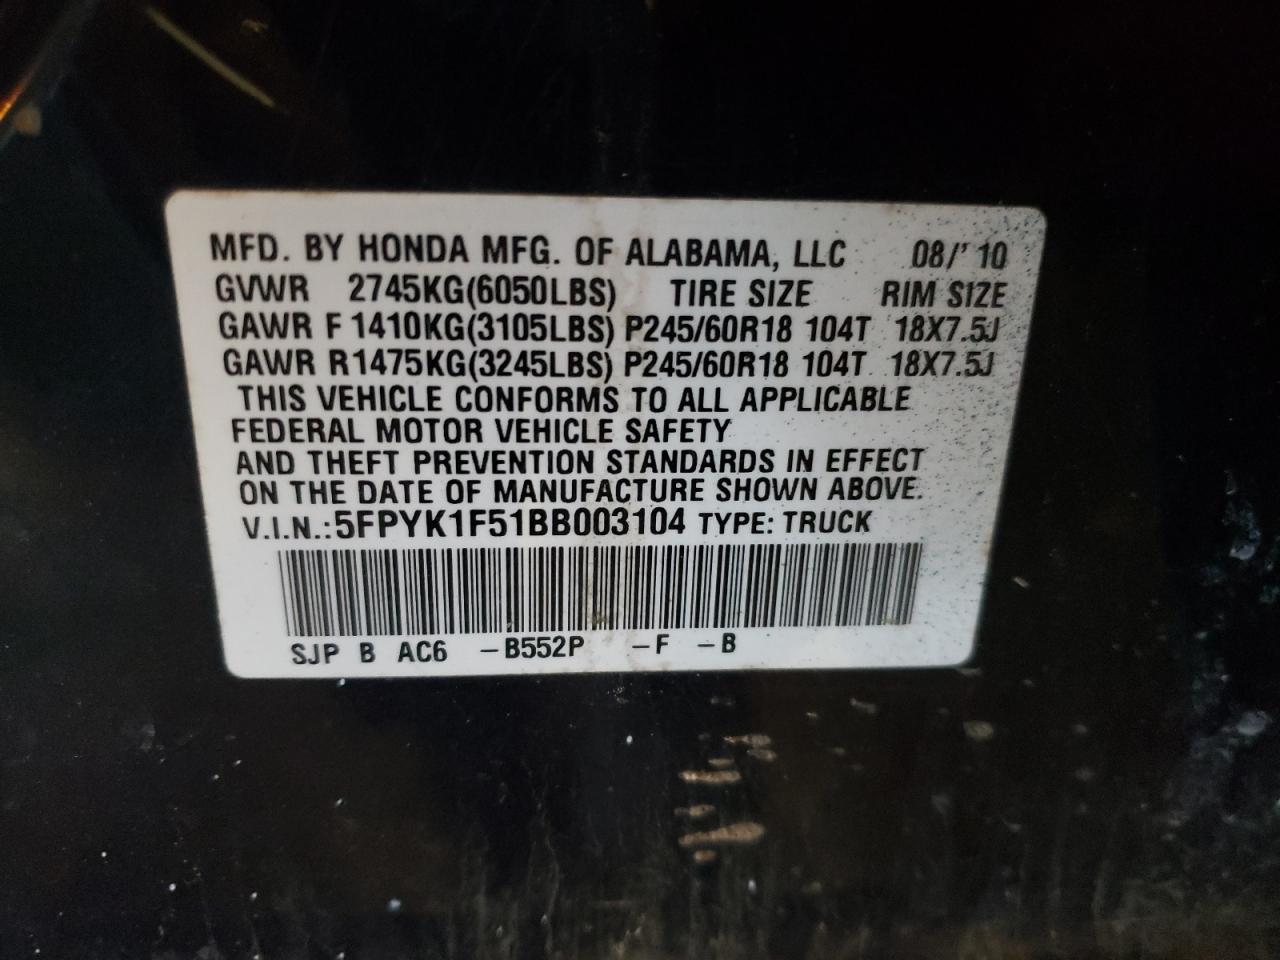 MFD. BY HONDA MFG. OF ALABAMA, LLC 08/'10
GVWR 2745KG(6050LBS) TIRE SIZE RIM SIZE
GAWR F 1410KG(3105LBS) P245/60R18 104T 18X7.5J
GAWR R1475KG(3245LBS) P245/60R18 104T 18X7.5J
THIS VEHICLE CONFORMS TO ALL APPLICABLE
FEDERAL MOTOR VEHICLE SAFETY
AND THEFT PREVENTION STANDARDS IN EFFECT
ON THE DATE OF MANUFACTURE SHOWN ABOVE.
V.I.N.:5FPYK1F51BB003104 TYPE: TRUCK
SJP B AC6 -B552P -F -B